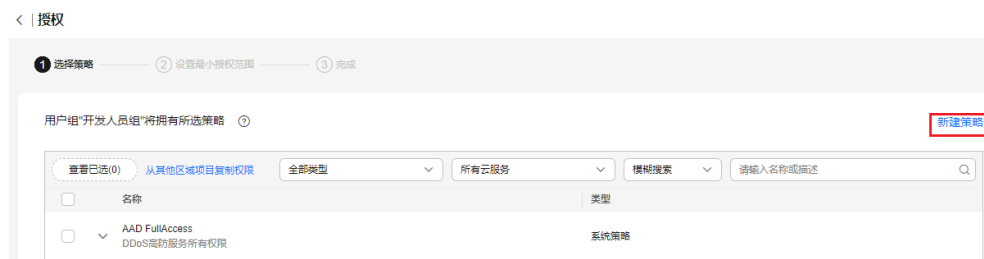 授权
1 选择策略 2 设置最小授权范围 3 完成
用户组"开发人员组"将拥有所选策略 ? 新建策略
查看已选(0) 从其他区域项目复制权限 全部类型 所有云服务 模糊搜索 请输入名称或描述
名称 类型
AAD FullAccess
DDoS高防服务所有权限
系统策略